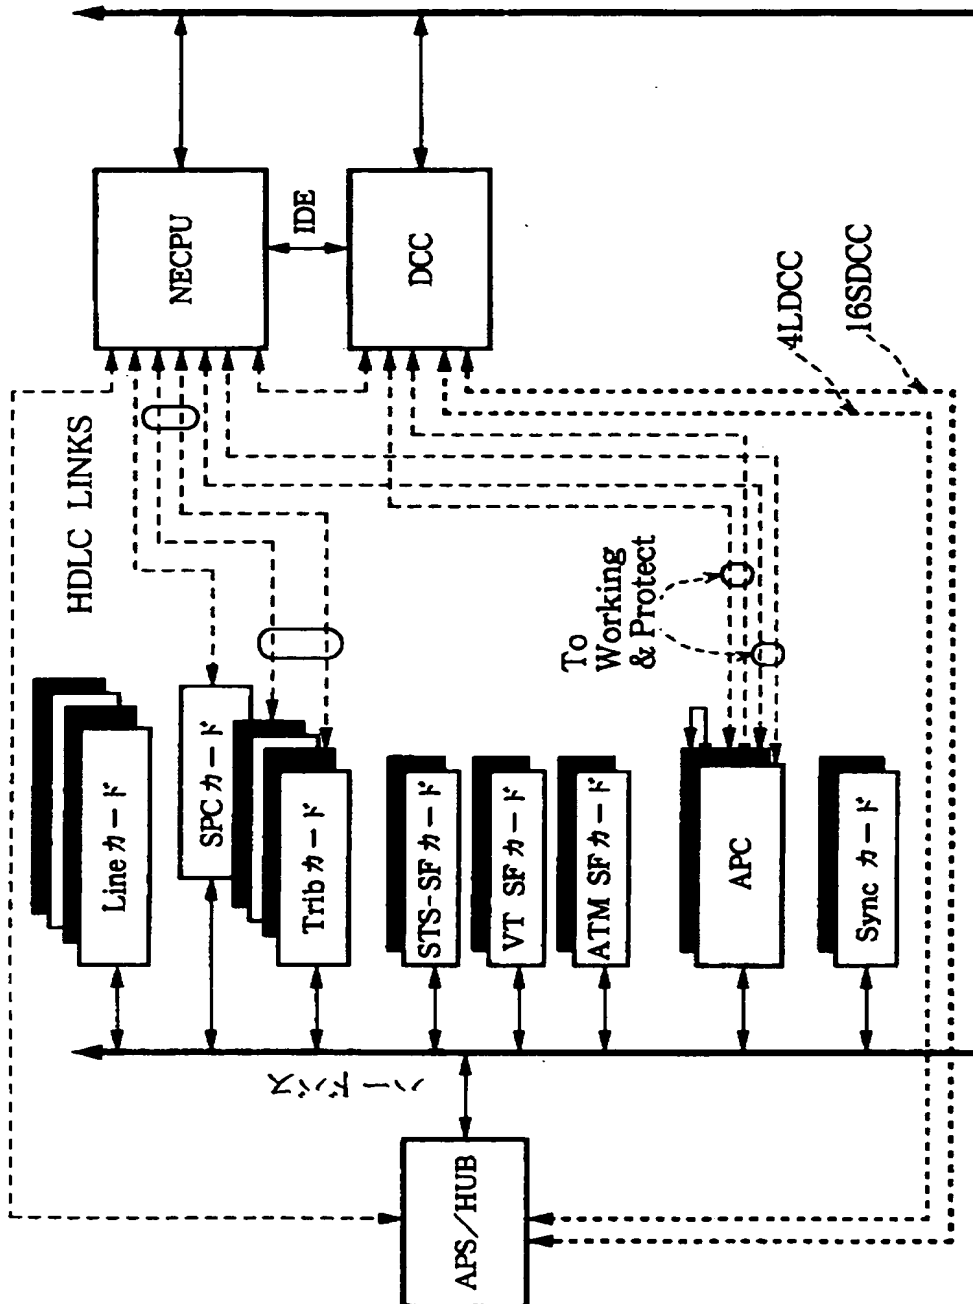 HDLC LINKS
Line カード
NECPU
SPC カード
IDE
Trib カード
DCC
STS-SF カード
APS/HUB
VT SF カード
ATM SF カード
To
Working
& Protect
APC
4LDCC
16SDCC
Sync カード